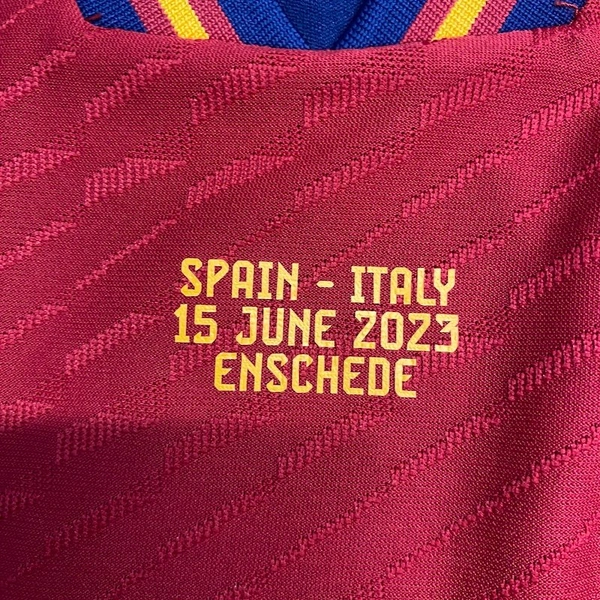 SPAIN - ITALY
15 JUNE 2023
ENSCHEDE